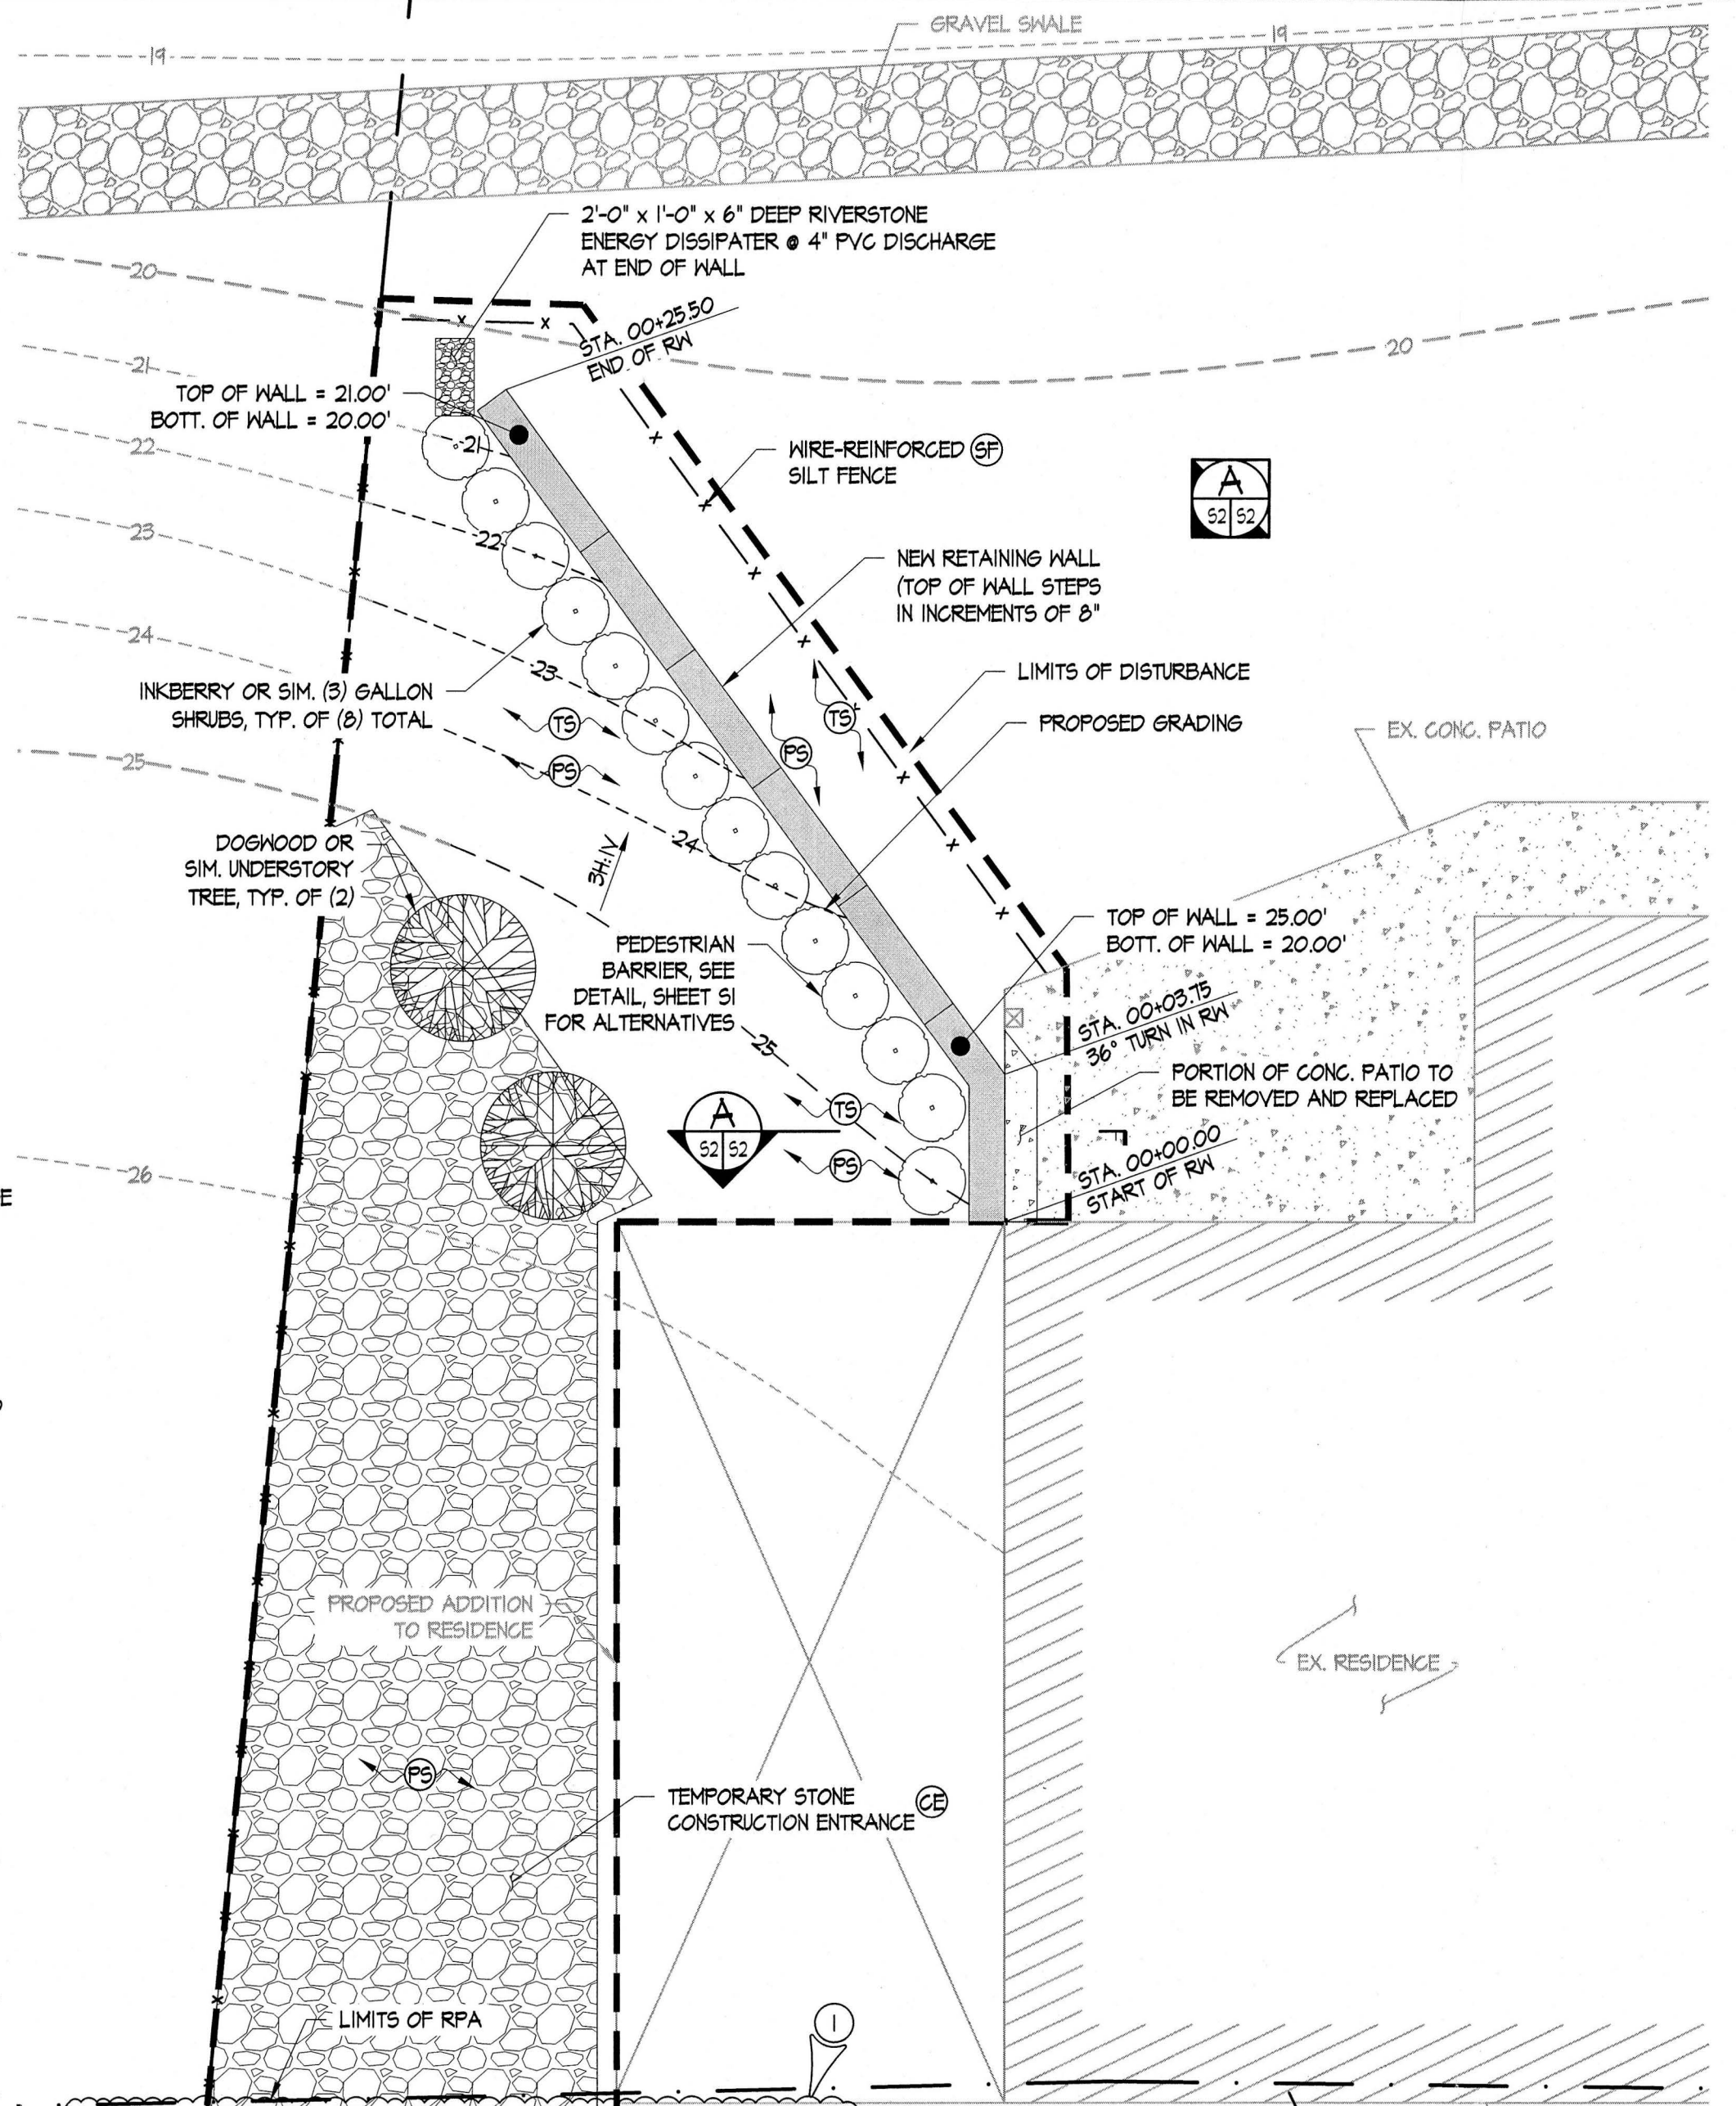 GRAVEL SWALE
19
19
2'-0" x 1'-0" x 6" DEEP RIVERSTONE
ENERGY DISSIPATER @ 4" PVC DISCHARGE
AT END OF WALL
20
STA. 00+25.50
END OF RW
20
21
TOP OF WALL = 21.00'
BOTT. OF WALL = 20.00'
x x
22
21
WIRE-REINFORCED SF
SILT FENCE
A
S2 S2
23
22
NEW RETAINING WALL
(TOP OF WALL STEPS
IN INCREMENTS OF 8"
24
23
LIMITS OF DISTURBANCE
INKBERRY OR SIM. (3) GALLON
SHRUBS, TYP. OF (8) TOTAL
TS
TS
PROPOSED GRADING
EX. CONC. PATIO
PS
PS
25
DOGWOOD OR
SIM. UNDERSTORY
TREE, TYP. OF (2)
3H:1V
24
PEDESTRIAN
BARRIER, SEE
DETAIL, SHEET S1
FOR ALTERNATIVES
TOP OF WALL = 25.00'
BOTT. OF WALL = 20.00'
STA. 00+03.75
36° TURN IN RW
25
PORTION OF CONC. PATIO TO
BE REMOVED AND REPLACED
A
S2 S2
TS
PS
STA. 00+00.00
START OF RW
26
E
PROPOSED ADDITION
TO RESIDENCE
EX. RESIDENCE
PS
TEMPORARY STONE
CONSTRUCTION ENTRANCE CE
LIMITS OF RPA
1